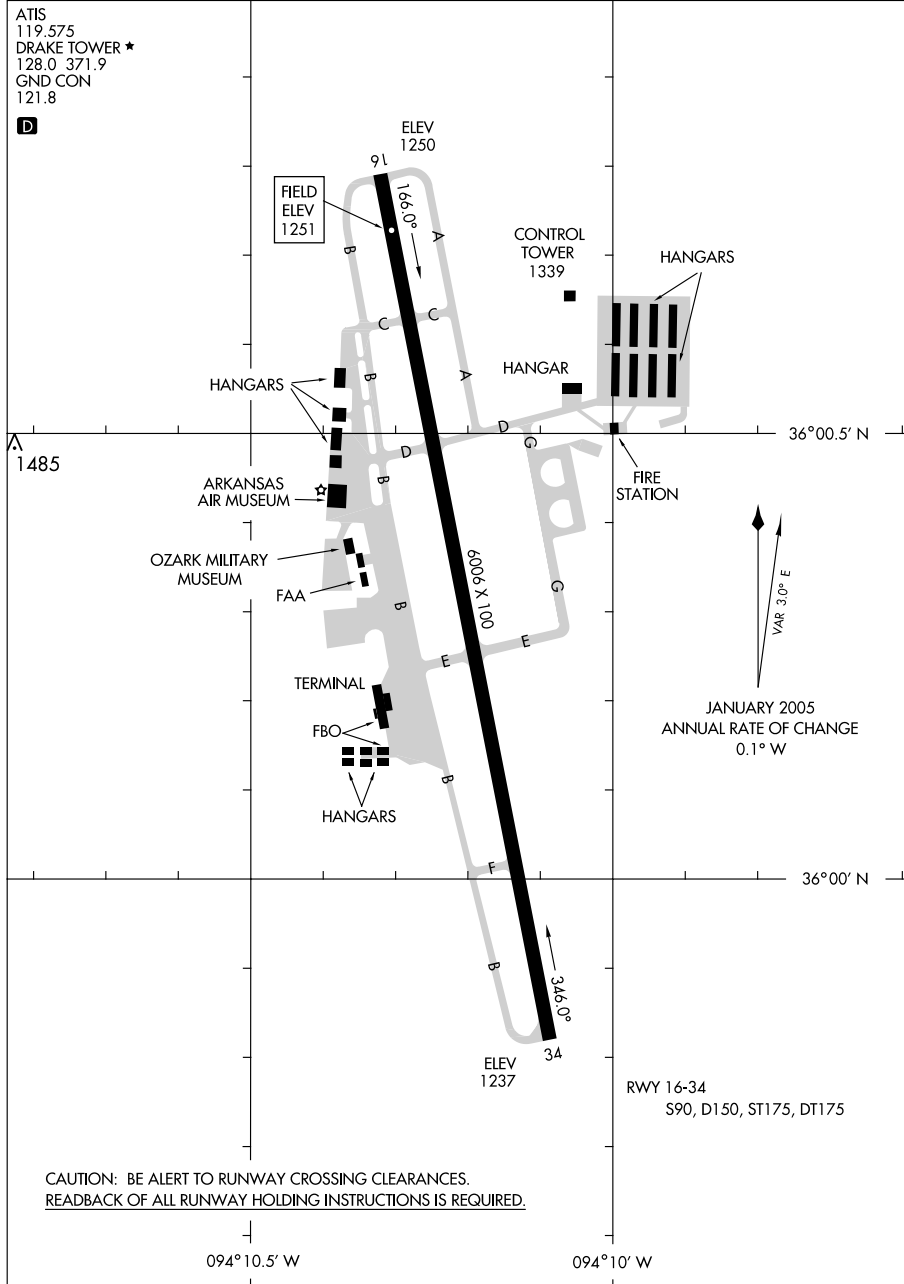 ATIS
119.575
DRAKE TOWER ★
128.0 371.9
GND CON
121.8
D
ELEV
1250
16
FIELD
ELEV
1251
166.0°
A
B
CONTROL
TOWER
1339
HANGARS
C
C
HANGARS
B
A
HANGAR
D
G
36°00.5' N
1485
D
B
ARKANSAS
AIR MUSEUM
FIRE
STATION
OZARK MILITARY
MUSEUM
FAA
6006 X 100
VAR 3.0° E
G
B
E
E
TERMINAL
JANUARY 2005
ANNUAL RATE OF CHANGE
0.1° W
FBO
B
HANGARS
F
36°00' N
B
346.0°
34
ELEV
1237
RWY 16-34
S90, D150, ST175, DT175
CAUTION: BE ALERT TO RUNWAY CROSSING CLEARANCES.
READBACK OF ALL RUNWAY HOLDING INSTRUCTIONS IS REQUIRED.
094°10.5' W
094°10' W